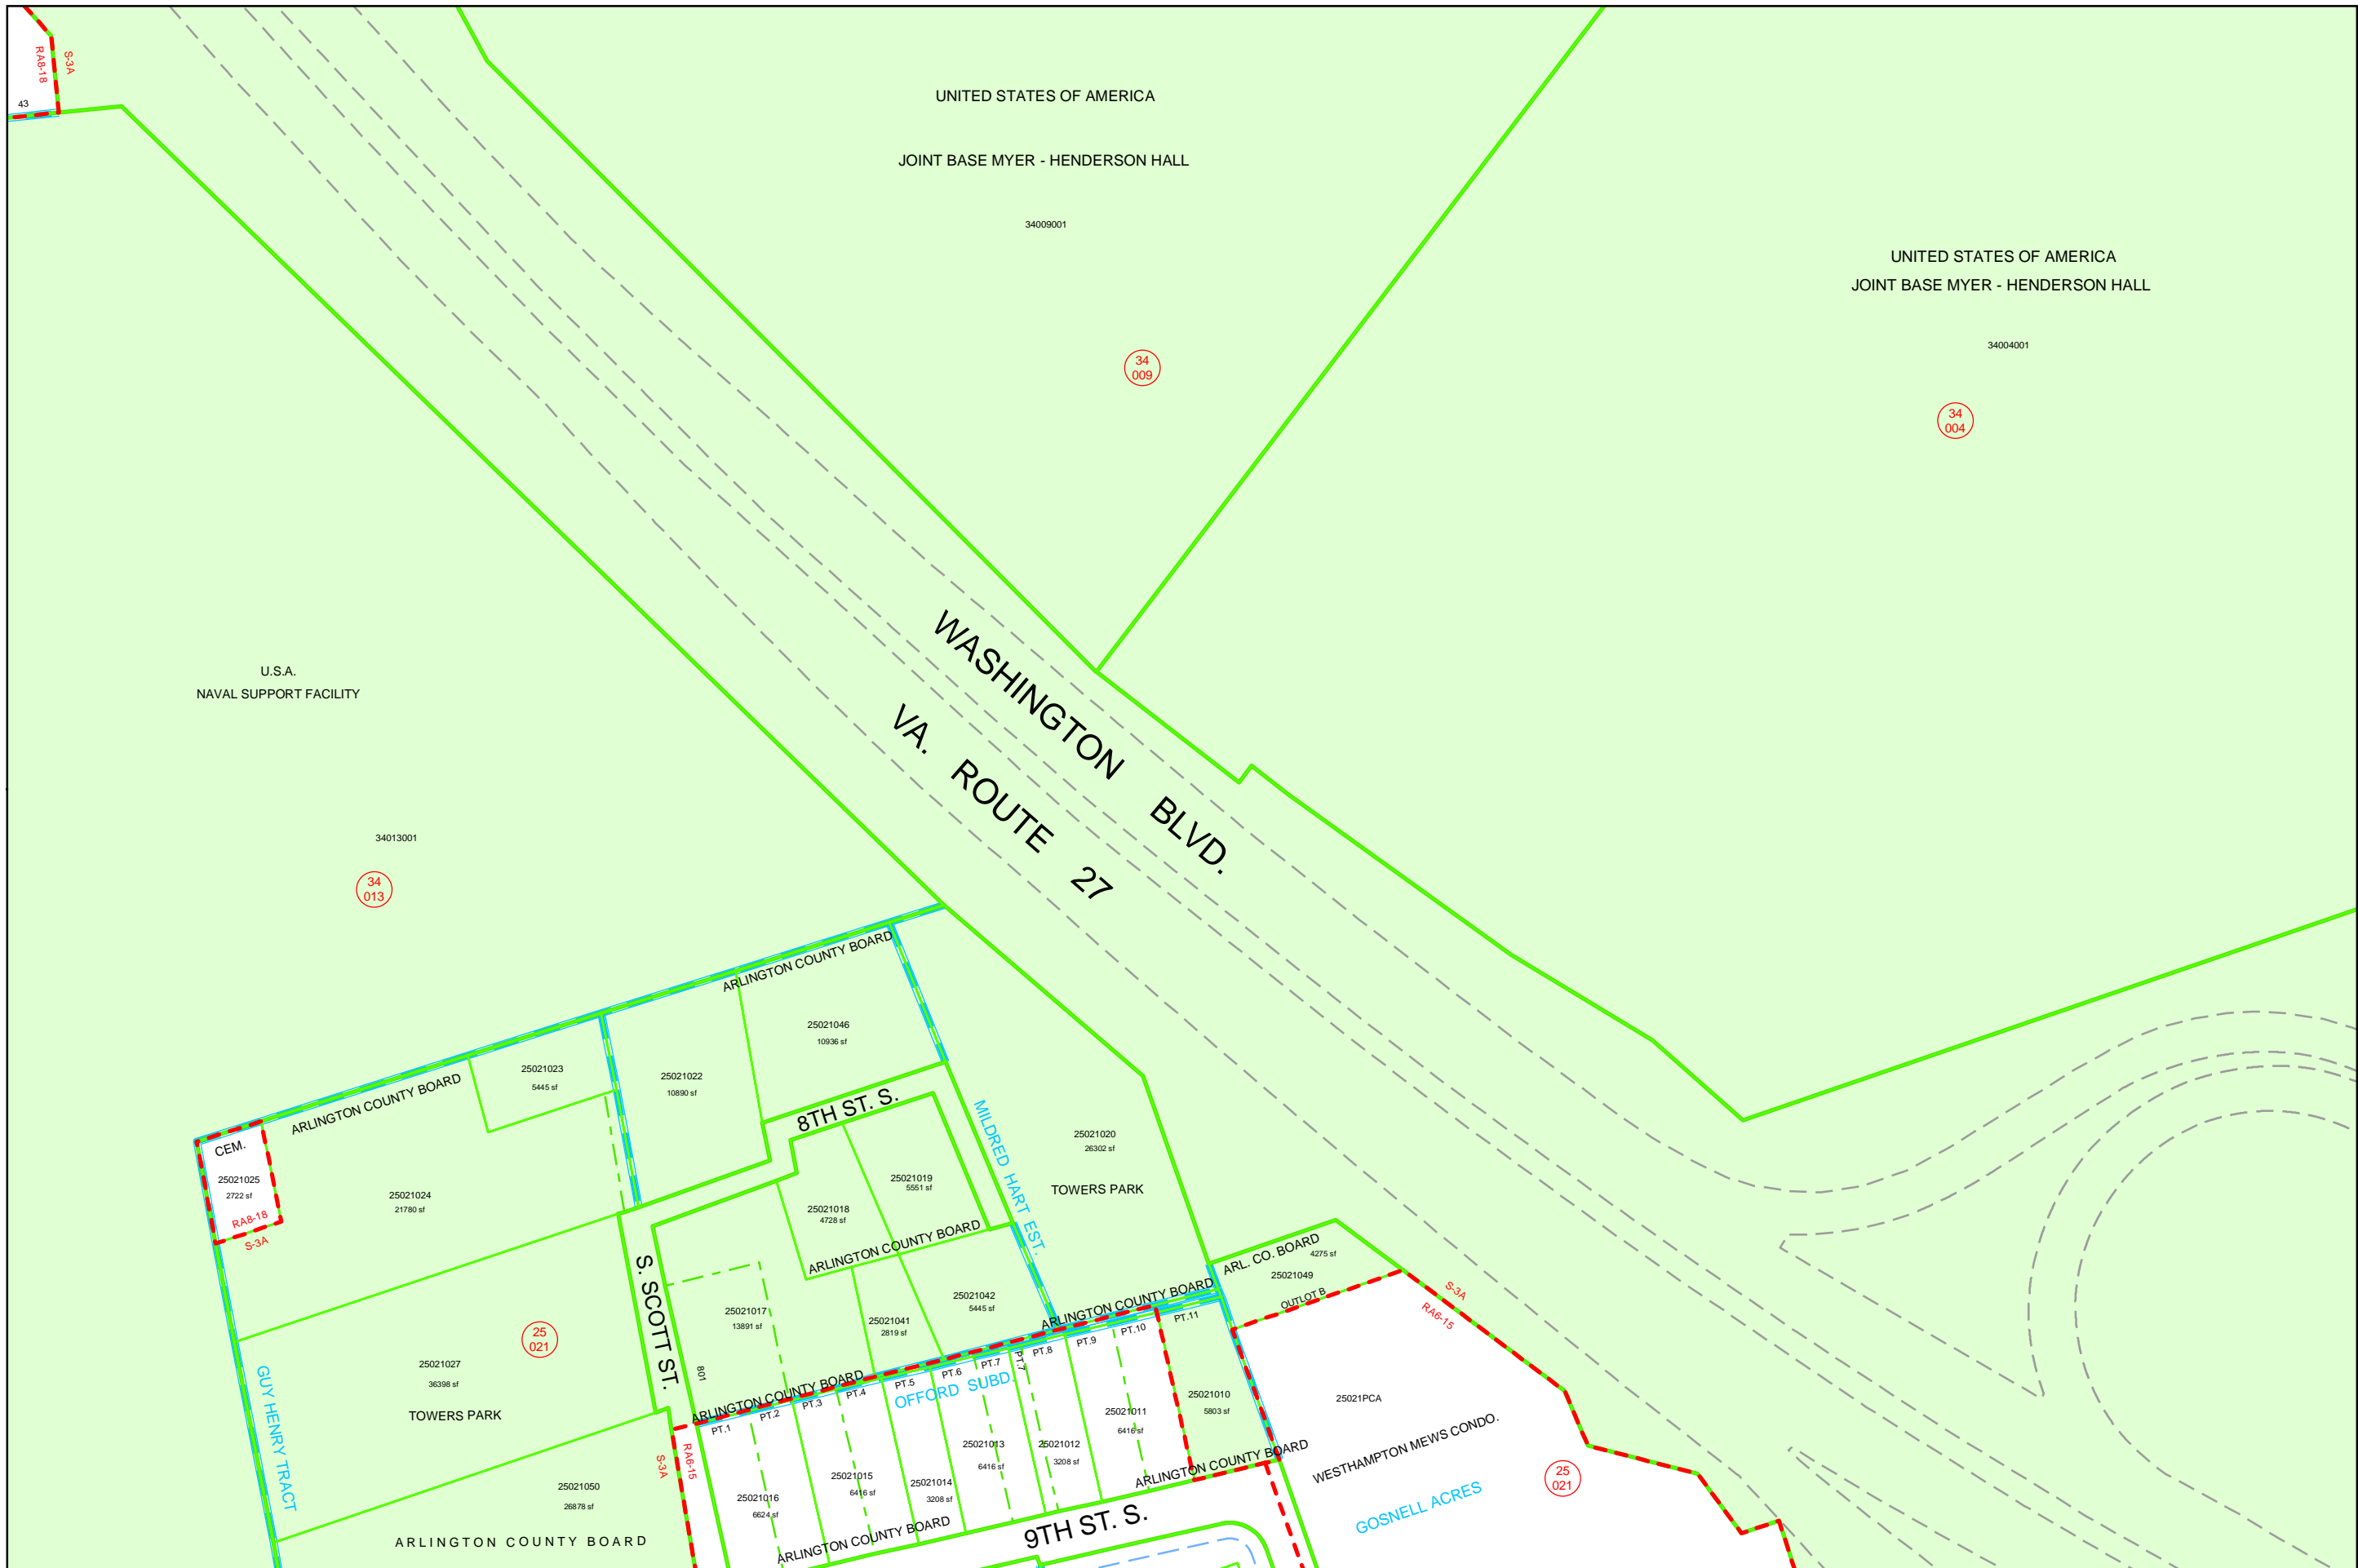 RA8-18
S-3A
43
UNITED STATES OF AMERICA
JOINT BASE MYER - HENDERSON HALL
34009001
34
009
UNITED STATES OF AMERICA
JOINT BASE MYER - HENDERSON HALL
34004001
34
004
WASHINGTON BLVD.
VA. ROUTE 27
U.S.A.
NAVAL SUPPORT FACILITY
34013001
34
013
ARLINGTON COUNTY BOARD
25021046
10936 sf
25021023
5445 sf
25021022
10890 sf
ARLINGTON COUNTY BOARD
8TH ST. S.
MILDRED HART EST.
25021020
26302 sf
TOWERS PARK
CEM.
25021025
2722 sf
RA8-18
S-3A
25021024
21780 sf
25021019
5551 sf
25021018
4728 sf
ARLINGTON COUNTY BOARD
ARL. CO. BOARD
4275 sf
25021049
OUTLOT B
S-3A
RA6-15
S. SCOTT ST.
25021017
13891 sf
25021042
5445 sf
25021041
2819 sf
ARLINGTON COUNTY BOARD
25
021
801
25021027
36398 sf
TOWERS PARK
GUY HENRY TRACT
ARLINGTON COUNTY BOARD
PT.1
PT.2
PT.3
PT.4
PT.5
PT.6
PT.7
PT.7
PT.8
PT.9
PT.10
PT.11
OFFORD SUBD.
25021010
5803 sf
25021PCA
WESTHAMPTON MEWS CONDO.
25021011
6416 sf
25021012
3208 sf
25021013
6416 sf
25021014
3208 sf
25021015
6416 sf
25021016
6624 sf
S-3A
RA6-15
25021050
26878 sf
ARLINGTON COUNTY BOARD
ARLINGTON COUNTY BOARD
ARLINGTON COUNTY BOARD
9TH ST. S.
GOSNELL ACRES
25
021